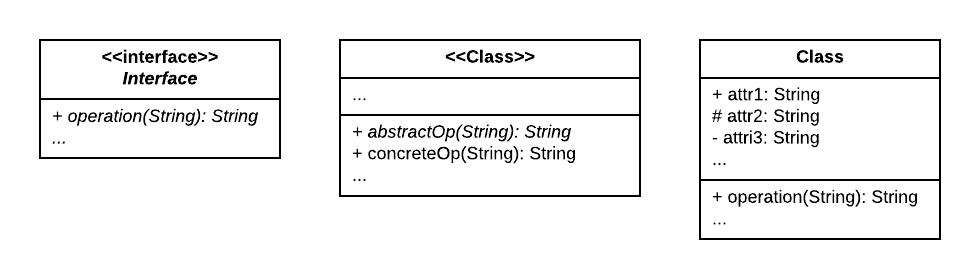 <<interface>>
Interface
+ operation(String): String
...
<<Class>>
...
+ abstractOp(String): String
+ concreteOp(String): String
...
Class
+ attr1: String
# attr2: String
- attri3: String
...
+ operation(String): String
...